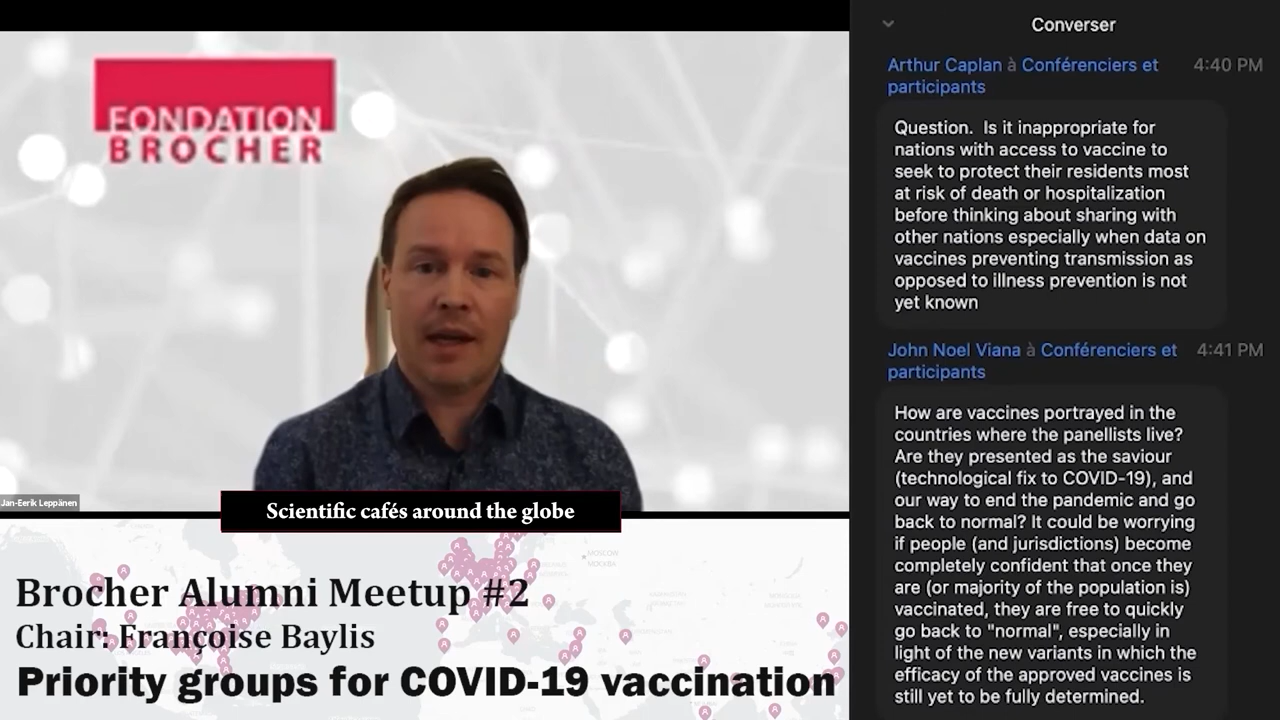 FONDATION
BROCHER
Jan-Eerik Leppänen
Scientific cafés around the globe
Brocher Alumni Meetup #2
Chair: Françoise Baylis
Priority groups for COVID-19 vaccination
MOSCOW
МОСКВА
Converser
Arthur Caplan à Conférenciers et
participants
4:40 PM
Question.  Is it inappropriate for
nations with access to vaccine to
seek to protect their residents most
at risk of death or hospitalization
before thinking about sharing with
other nations especially when data on
vaccines preventing transmission as
opposed to illness prevention is not
yet known
John Noel Viana à Conférenciers et
participants
4:41 PM
How are vaccines portrayed in the
countries where the panellists live?
Are they presented as the saviour
(technological fix to COVID-19), and
our way to end the pandemic and go
back to normal? It could be worrying
if people (and jurisdictions) become
completely confident that once they
are (or majority of the population is)
vaccinated, they are free to quickly
go back to "normal", especially in
light of the new variants in which the
efficacy of the approved vaccines is
still yet to be fully determined.